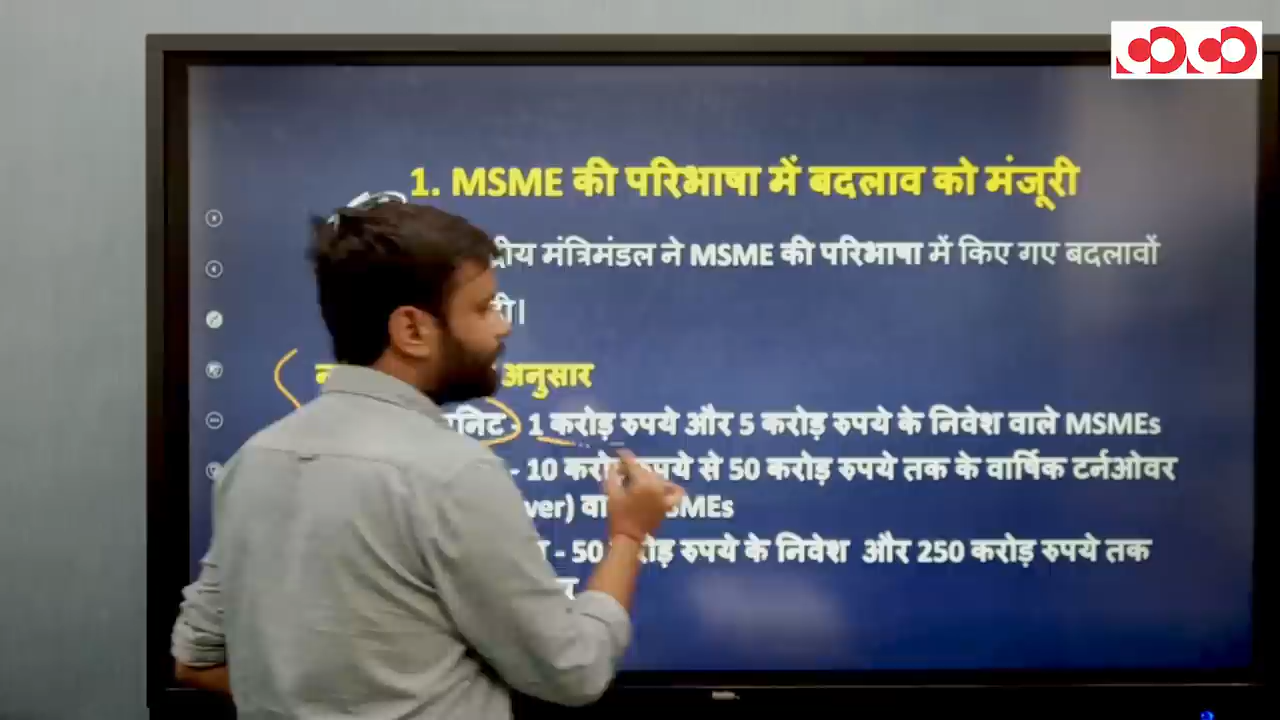 1. MSME की परिभाषा में बदलाव को मंजूरी
मंत्रिमंडल ने MSME की परिभाषा में किए गए बदलावों
अनुसार
- 1 करोड़ रुपये और 5 करोड़ रुपये के निवेश वाले MSMEs
- 10 करोड़ रुपये से 50 करोड़ रुपये तक के वार्षिक टर्नओवर
- 50 करोड़ रुपये के निवेश और 250 करोड़ रुपये तक